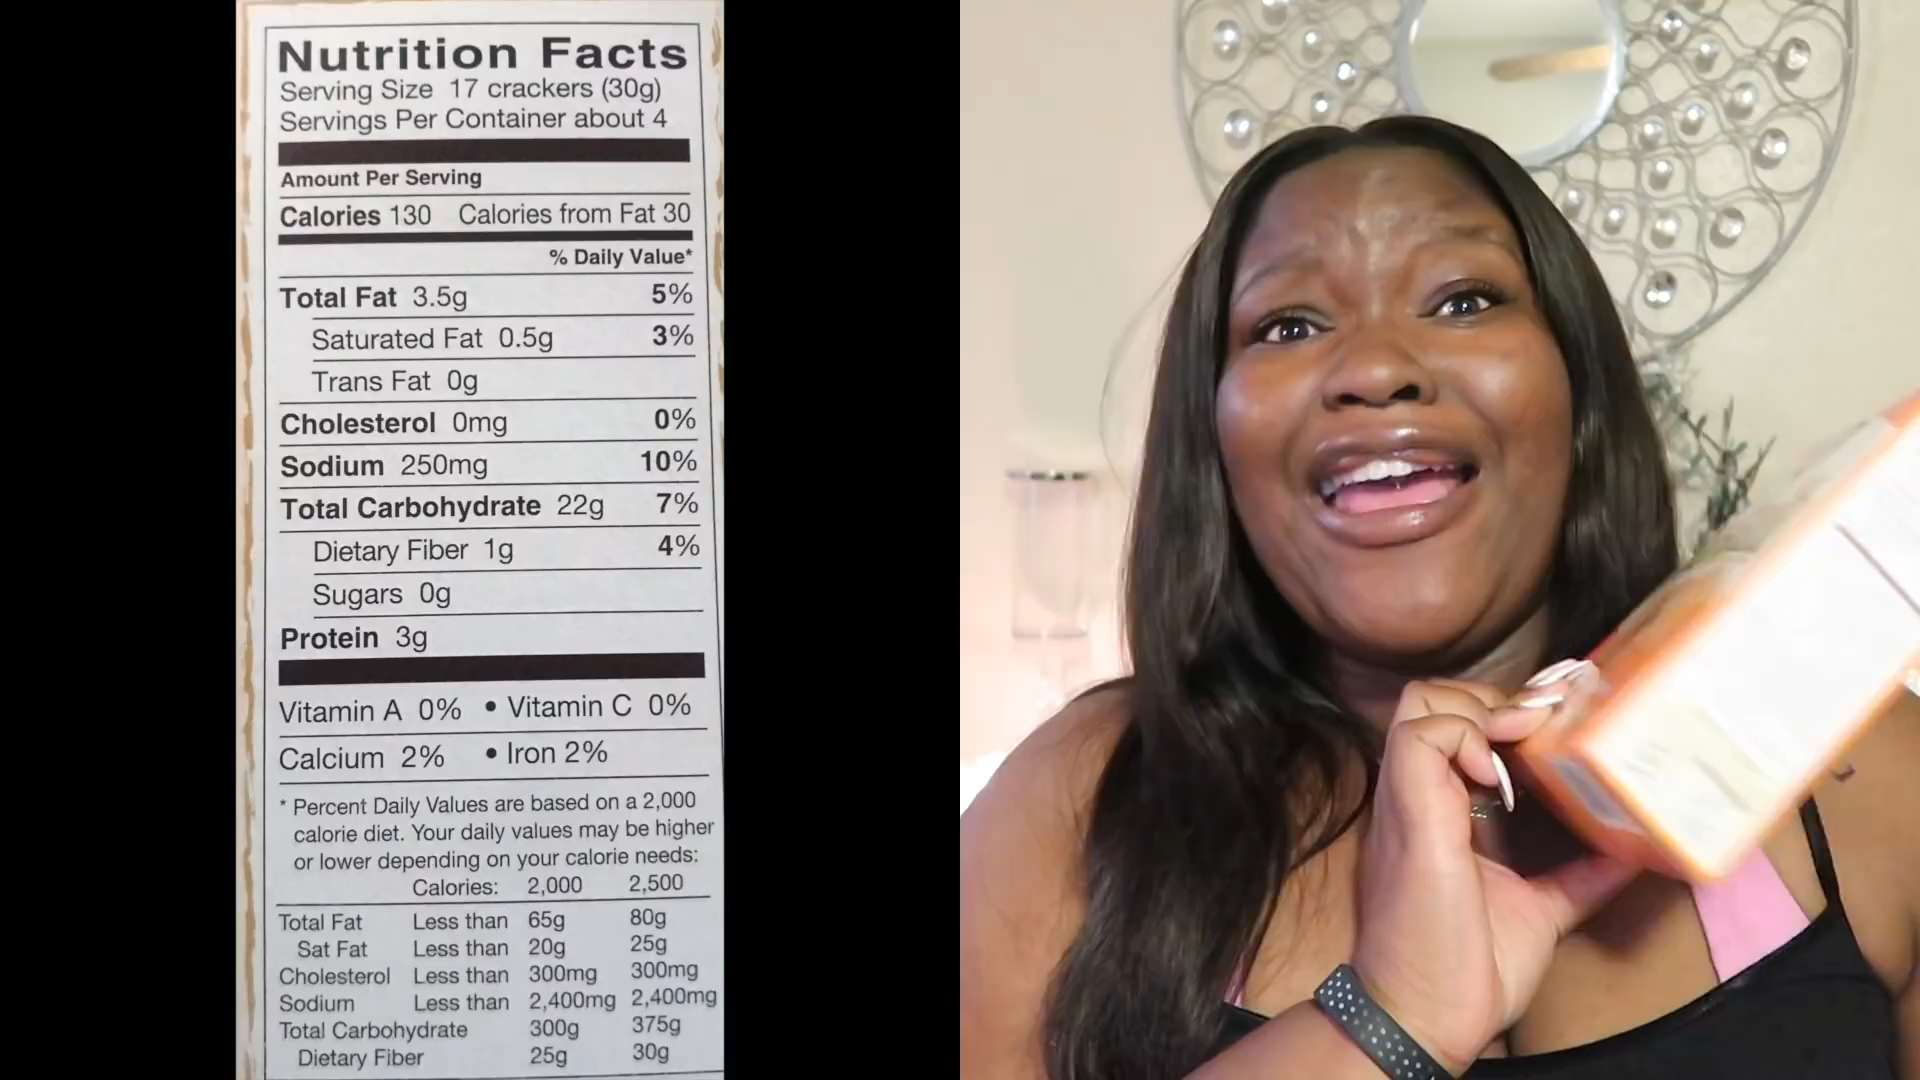 Nutrition Facts
Serving Size 17 crackers (30g)
Servings Per Container about 4
Amount Per Serving
Calories 130 Calories from Fat 30
% Daily Value*
Total Fat 3.5g 5%
Saturated Fat 0.5g 3%
Trans Fat 0g
Cholesterol 0mg 0%
Sodium 250mg 10%
Total Carbohydrate 22g 7%
Dietary Fiber 1g 4%
Sugars 0g
Protein 3g
Vitamin A 0% • Vitamin C 0%
Calcium 2% • Iron 2%
* Percent Daily Values are based on a 2,000
calorie diet. Your daily values may be higher
or lower depending on your calorie needs:
Calories: 2,000 2,500
Total Fat Less than 65g 80g
Sat Fat Less than 20g 25g
Cholesterol Less than 300mg 300mg
Sodium Less than 2,400mg 2,400mg
Total Carbohydrate 300g 375g
Dietary Fiber 25g 30g